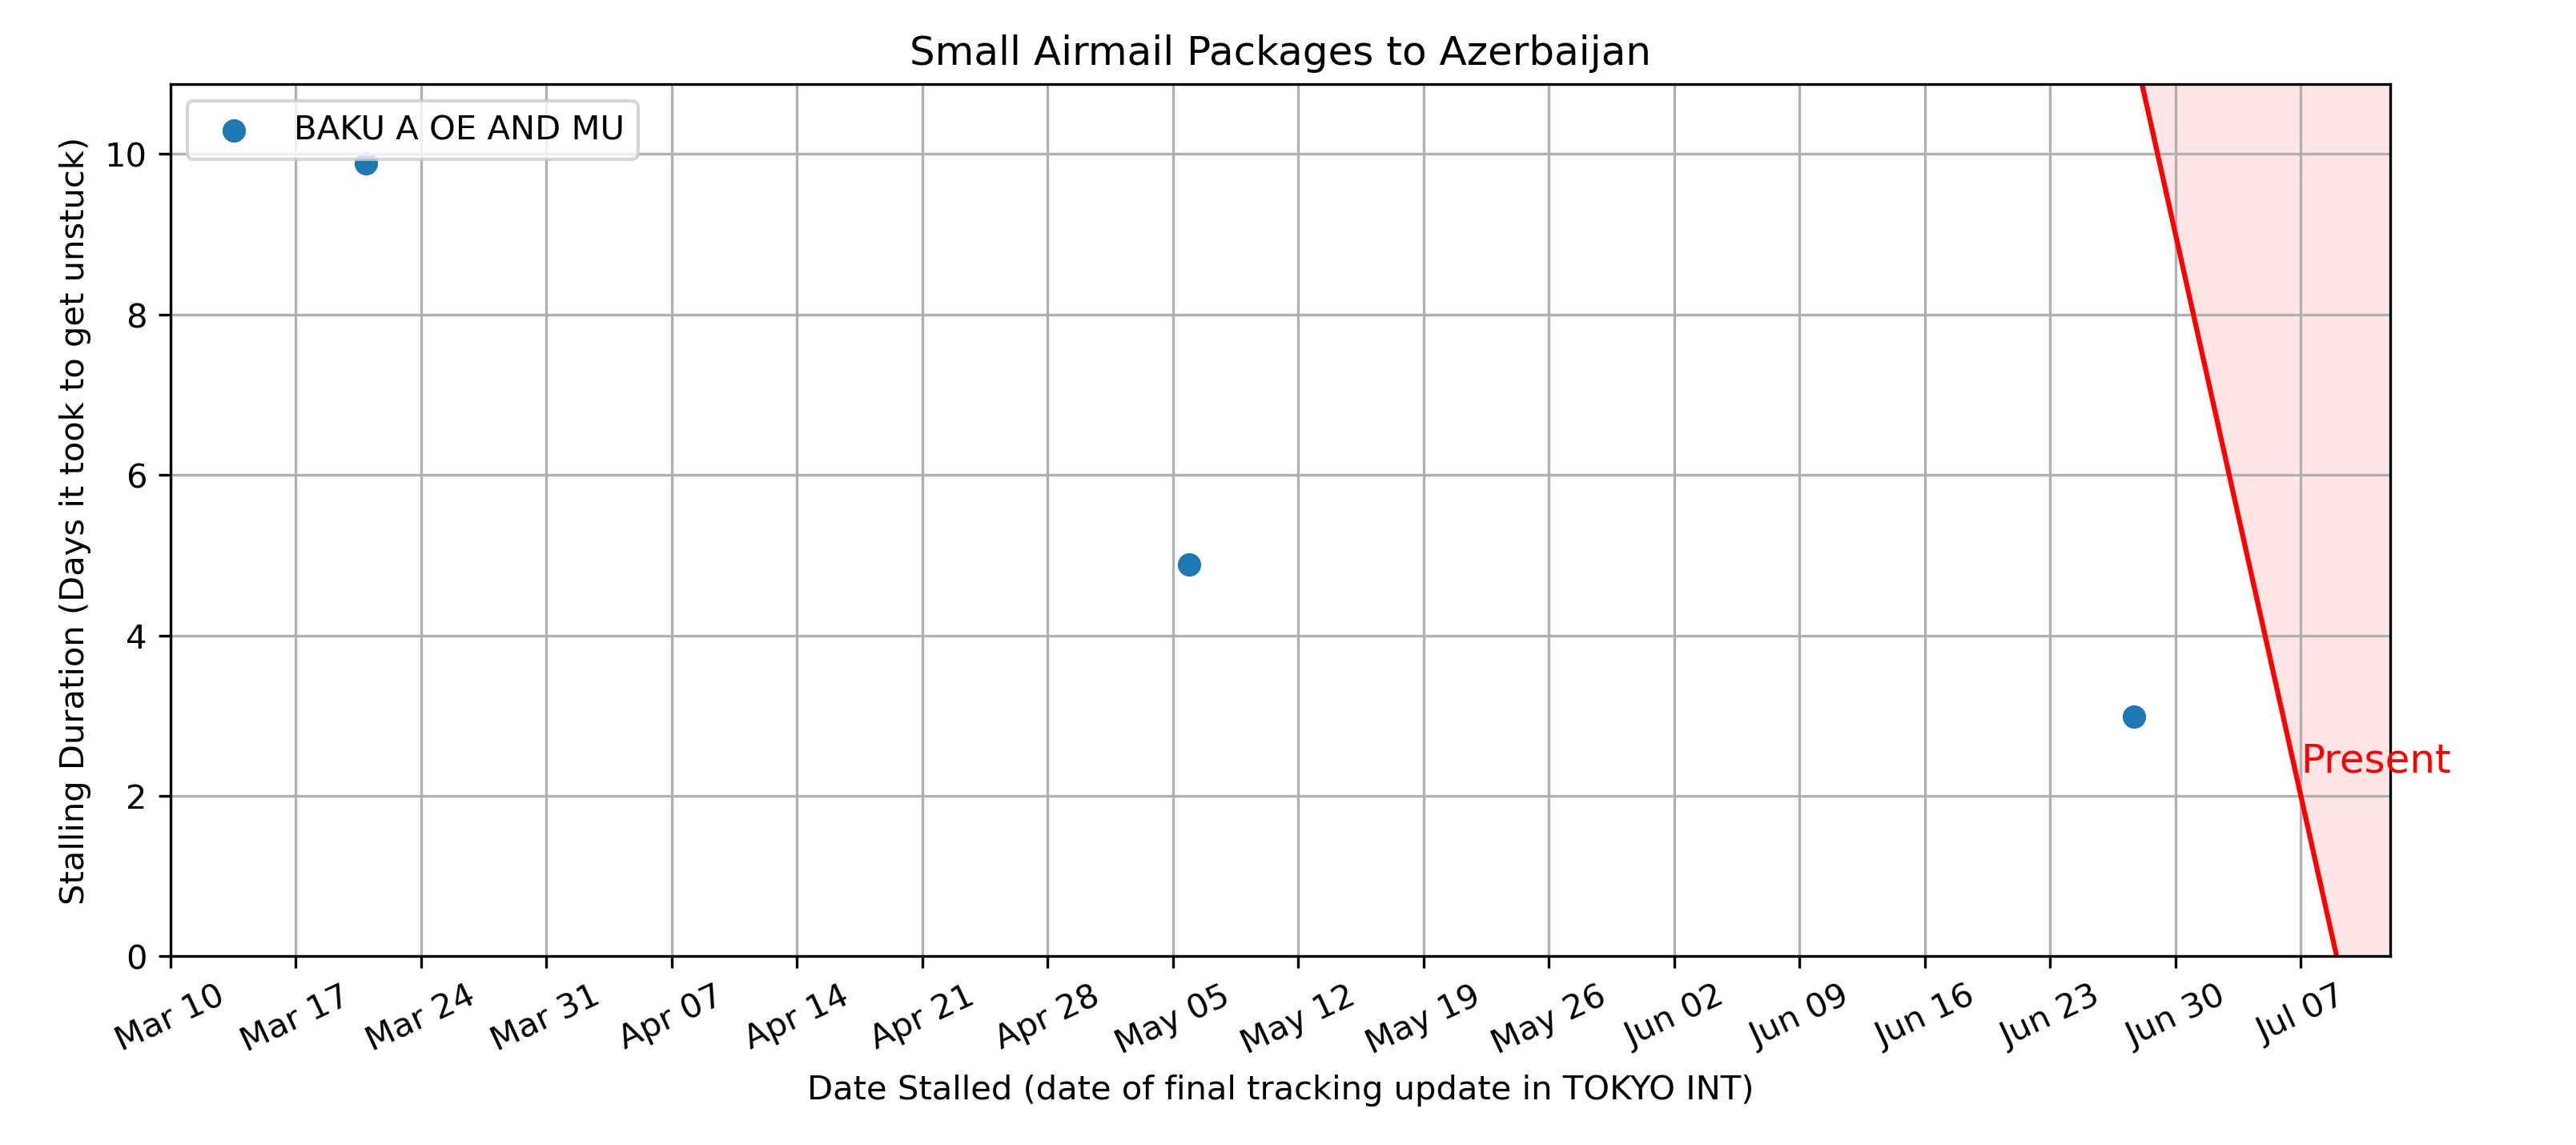 Small Airmail Packages to Azerbaijan
BAKU A OE AND MU
Stalling Duration (Days it took to get unstuck)
10
8
6
4
2
0
Present
Mar 10 Mar 17 Mar 24 Mar 31 Apr 07 Apr 14 Apr 21 Apr 28 May 05 May 12 May 19 May 26 Jun 02 Jun 09 Jun 16 Jun 23 Jun 30 Jul 07
Date Stalled (date of final tracking update in TOKYO INT)